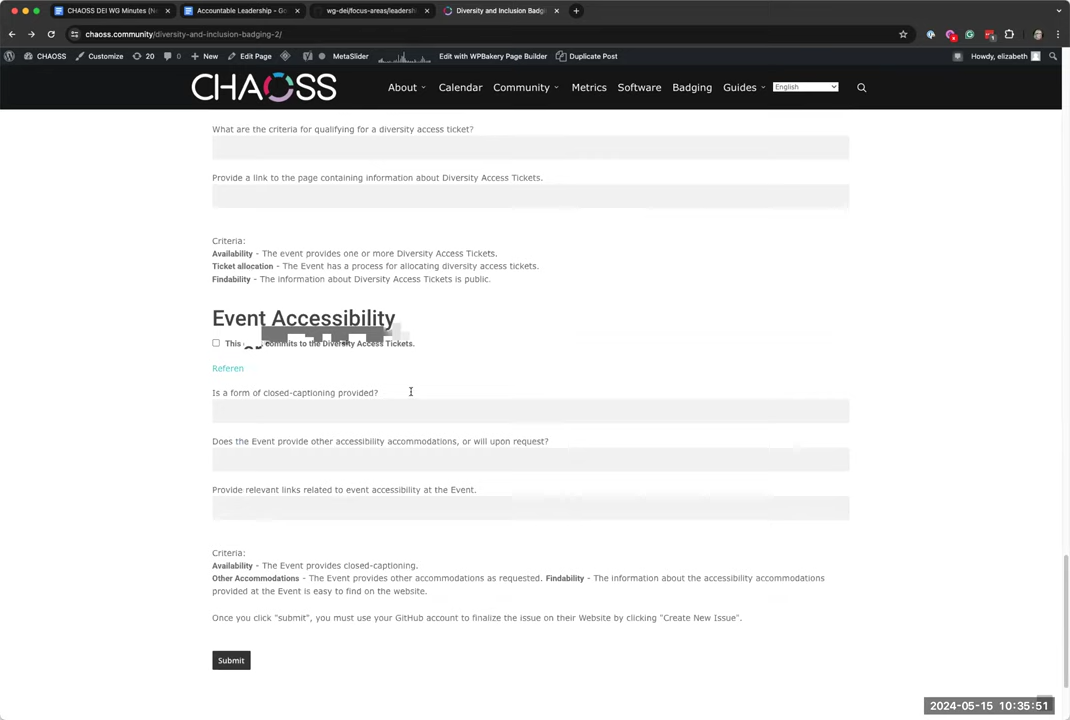 CHAOSS DEI WG Minutes (N
Accountable Leadership - Go
wg-dei/focus-areas/leadershi
Diversity and Inclusion Badgin
chaoss.community/diversity-and-inclusion-badging-2/
CHAOSS Customize 20 0 New Edit Page MetaSlider Edit with WPBakery Page Builder Duplicate Post Howdy, elizabeth
CHAOSS About Calendar Community Metrics Software Badging Guides English
What are the criteria for qualifying for a diversity access ticket?
Provide a link to the page containing information about Diversity Access Tickets.
Criteria:
Availability - The event provides one or more Diversity Access Tickets.
Ticket allocation - The Event has a process for allocating diversity access tickets.
Findability - The information about Diversity Access Tickets is public.
Event Accessibility
This commits to the Diversity Access Tickets.
Referen
Is a form of closed-captioning provided?
Does the Event provide other accessibility accommodations, or will upon request?
Provide relevant links related to event accessibility at the Event.
Criteria:
Availability - The Event provides closed-captioning.
Other Accommodations - The Event provides other accommodations as requested. Findability - The information about the accessibility accommodations
provided at the Event is easy to find on the website.
Once you click "submit", you must use your GitHub account to finalize the issue on their Website by clicking "Create New Issue".
Submit
2024-05-15 10:35:51